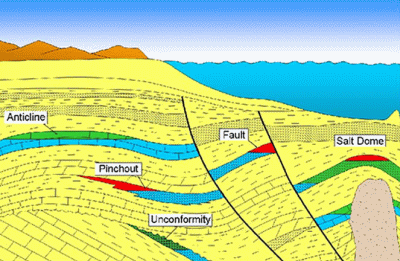 Anticline
Fault
Salt Dome
Pinchout
Unconformity